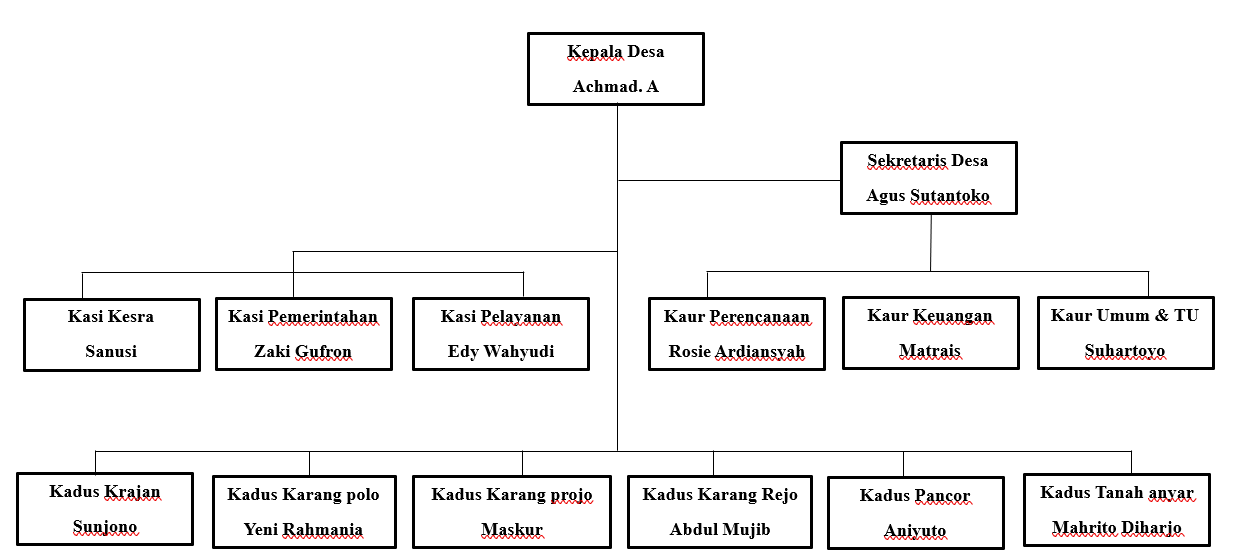 Kepala Desa
Achmad. A
Sekretaris Desa
Agus Sutantoko
Kasi Kesra
Sanusi
Kasi Pemerintahan
Zaki Gufron
Kasi Pelayanan
Edy Wahyudi
Kaur Perencanaan
Rosie Ardiansyah
Kaur Keuangan
Matrais
Kaur Umum & TU
Suhartoyo
Kadus Krajan
Sunjono
Kadus Karang polo
Yeni Rahmania
Kadus Karang projo
Maskur
Kadus Karang Rejo
Abdul Mujib
Kadus Pancor
Aniyuto
Kadus Tanah anyar
Mahrito Diharjo